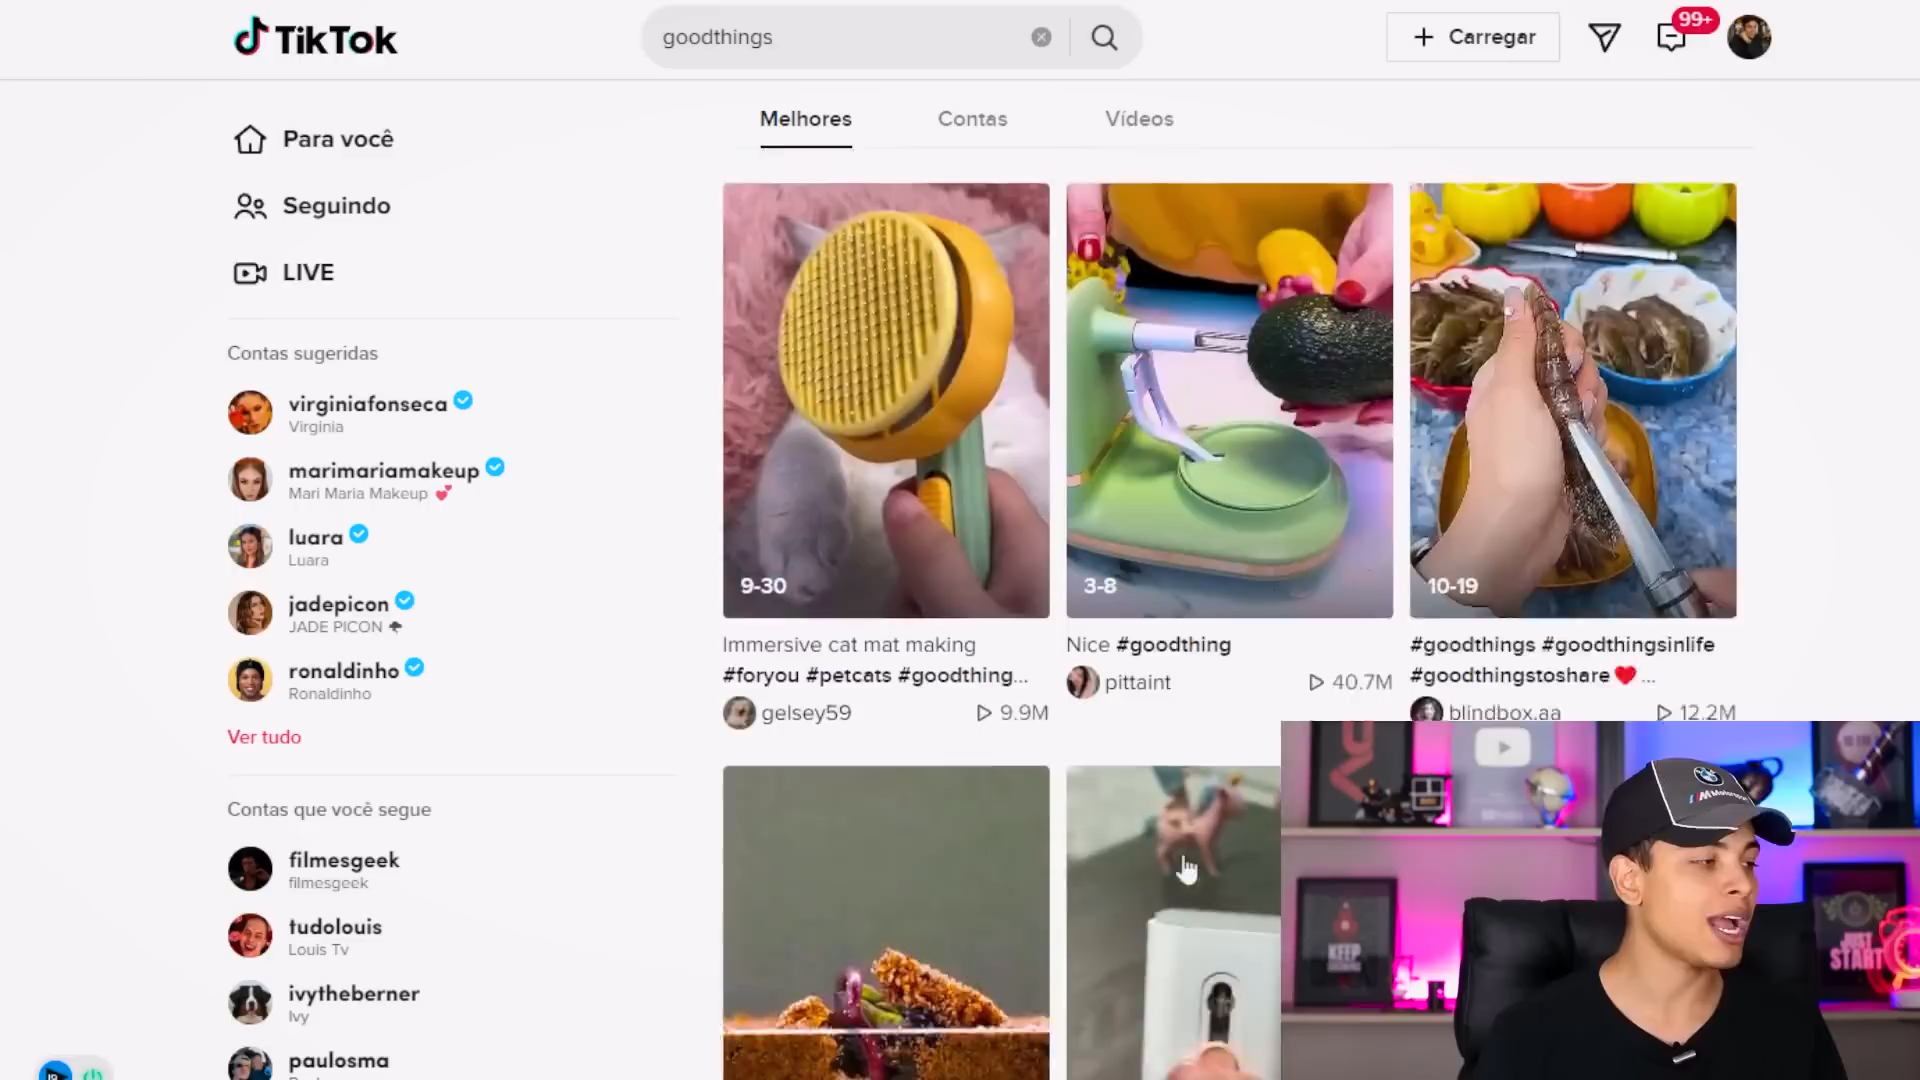 TikTok
goodthings
Carregar
99+
Melhores
Contas
Vídeos
Para você
Seguindo
LIVE
Contas sugeridas
virginiafonseca
Virginia
marimariamakeup
Mari Maria Makeup 💕
luara
Luara
jadepicon
JADE PICON 🌪
ronaldinho
Ronaldinho
Ver tudo
Contas que você segue
filmesgeek
filmesgeek
tudolouis
Louis Tv
ivytheberner
Ivy
paulosma
9-30
Immersive cat mat making
#foryou #petcats #goodthing...
gelsey59
9.9M
3-8
Nice #goodthing
pittaint
40.7M
10-19
#goodthings #goodthingsinlife
#goodthingstoshare❤️ ...
blindbox.aa
12.2M
KEEP
JUST
START